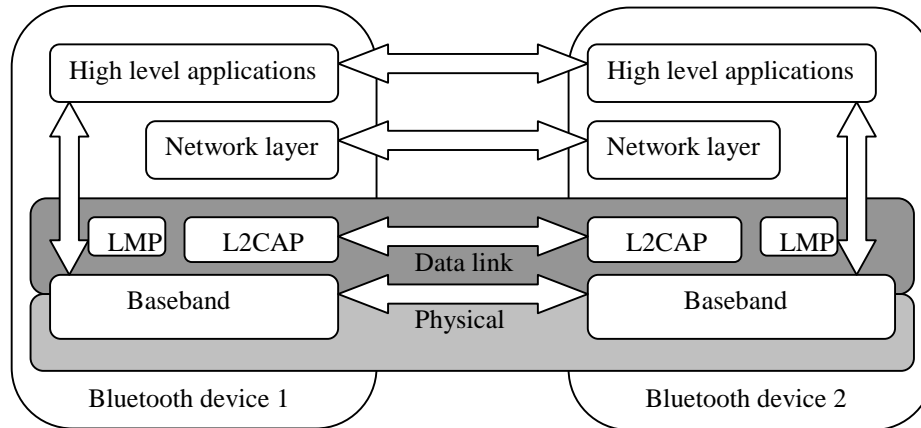 High level applications
High level applications
Network layer
Network layer
LMP
L2CAP
L2CAP
LMP
Data link
Baseband
Baseband
Physical
Bluetooth device 1
Bluetooth device 2